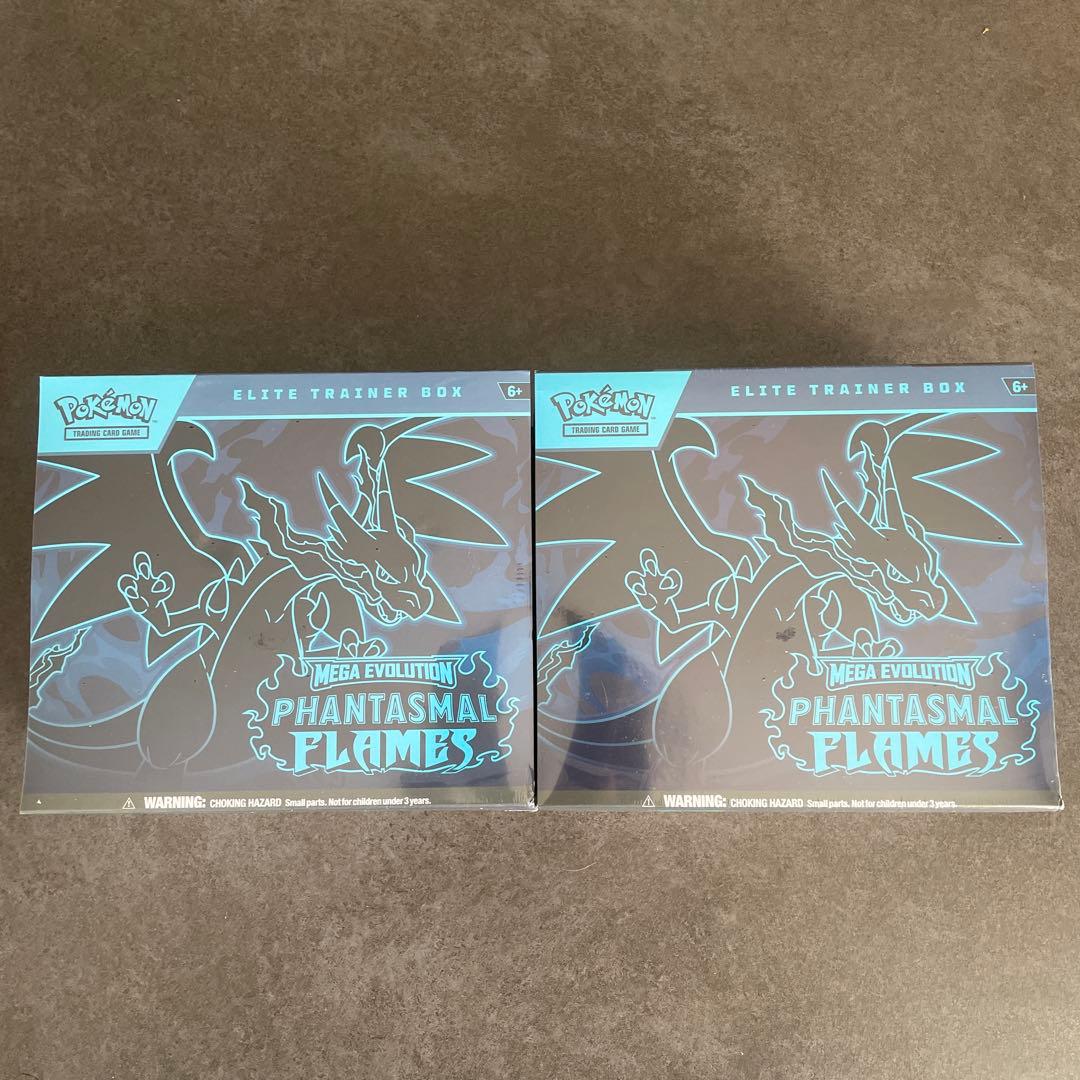 Pokémon
TRADING CARD GAME
ELITE TRAINER BOX
6+
MEGA EVOLUTION
PHANTASMAL
FLAMES
WARNING: CHOKING HAZARD Small parts. Not for children under 3 years.
Pokémon
TRADING CARD GAME
ELITE TRAINER BOX
6+
MEGA EVOLUTION
PHANTASMAL
FLAMES
WARNING: CHOKING HAZARD Small parts. Not for children under 3 years.